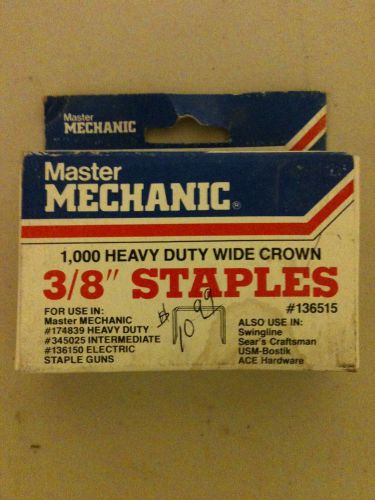 Master
MECHANIC
Master
MECHANIC®
1,000 HEAVY DUTY WIDE CROWN
3/8" STAPLES
#136515
FOR USE IN:
Master MECHANIC
#174839 HEAVY DUTY
#345025 INTERMEDIATE
#136150 ELECTRIC
STAPLE GUNS
$10 99
ALSO USE IN:
Swingline
Sear's Craftsman
USM-Bostik
ACE Hardware